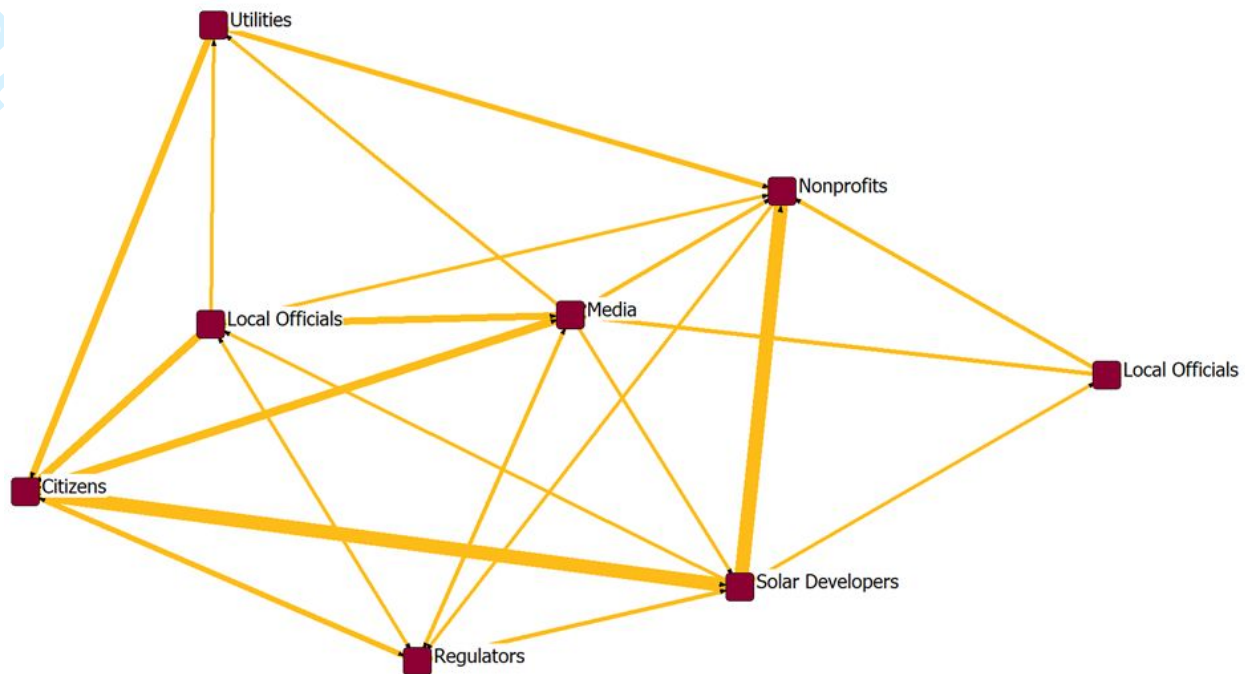 Utilities
Nonprofits
Media
Local Officials
Local Officials
Citizens
Solar Developers
Regulators